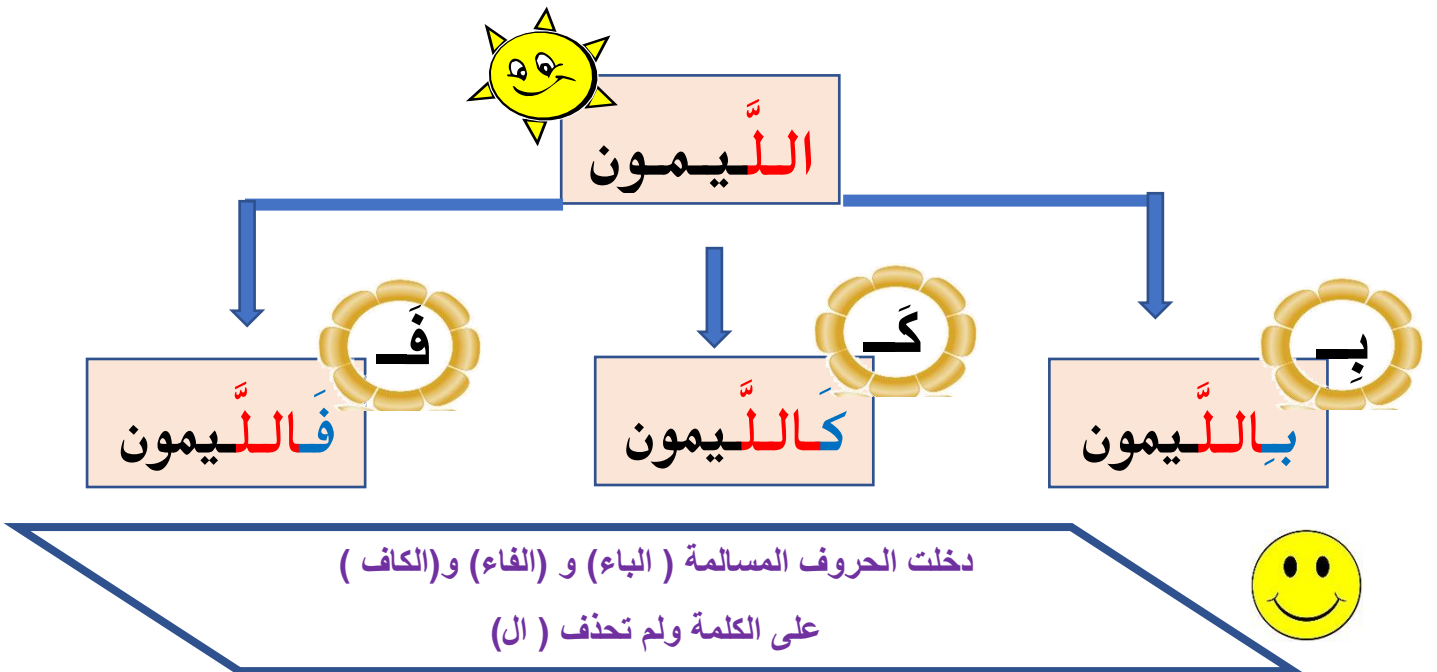 اللَّيمون
بِـ
كَـ
فَـ
بِاللَّيمون
كَاللَّيمون
فَاللَّيمون
دخلت الحروف المسالمة ( الباء) و (الفاء) و(الكاف )
على الكلمة ولم تحذف ( ال)